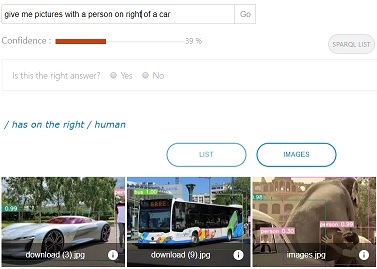 give me pictures with a person on right of a car
Go
Confidence : 39 %
SPARQL LIST
Is this the right answer? Yes No
/ has on the right / human
LIST
IMAGES
0.99
bus 1.00
0.98
person 0.30
person 0.99
download (3).jpg
download (9).jpg
images.jpg